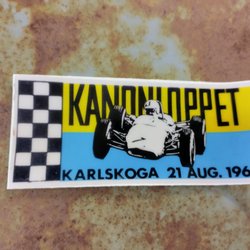 KANONLOPPET
KARLSKOGA 21 AUG. 196